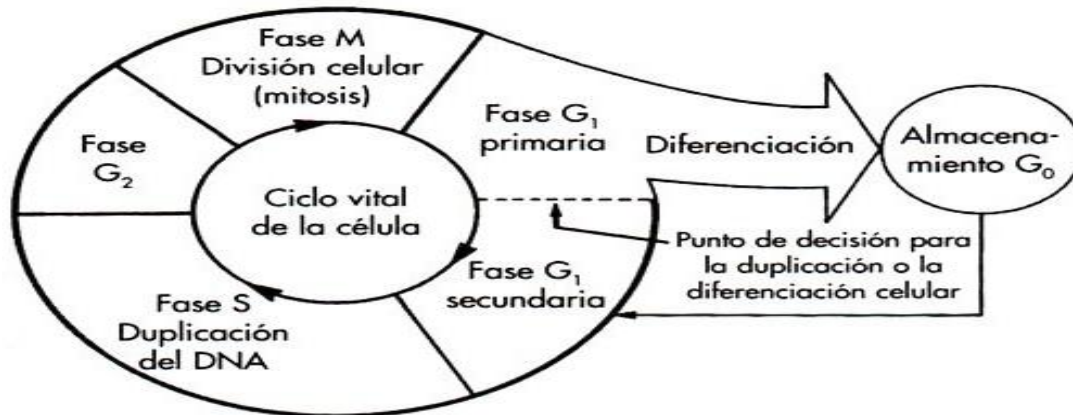 Fase M
División celular
(mitosis)
Fase G₁
primaria
Diferenciación
Almacena-
miento G₀
Fase
G₂
Ciclo vital
de la célula
Punto de decisión para
la duplicación o la
diferenciación celular
Fase G₁
secundaria
Fase S
Duplicación
del DNA